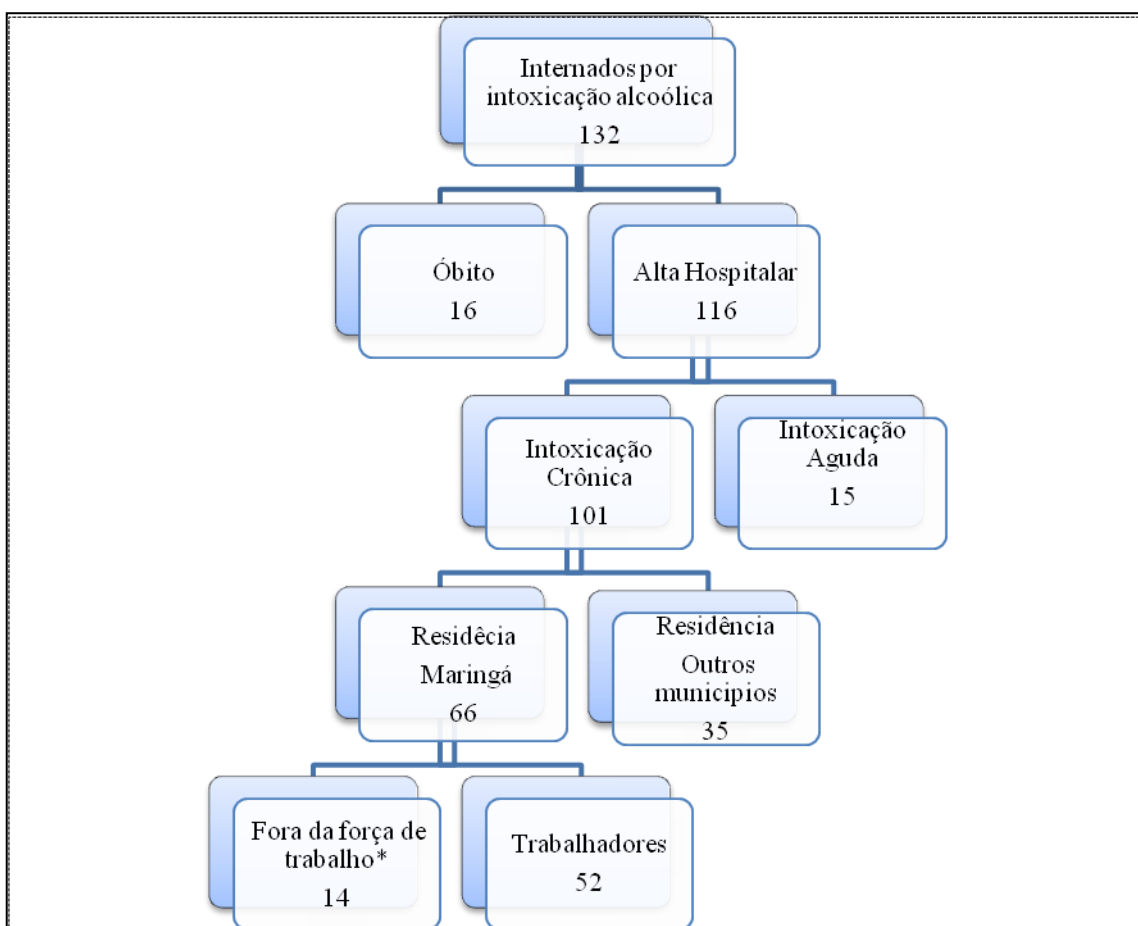 Internados por
intoxicação alcoólica
132
Óbito
16
Alta Hospitalar
116
Intoxicação
Crônica
101
Intoxicação
Aguda
15
Residêcia
Maringá
66
Residência
Outros
municipios
35
Fora da força de
trabalho*
14
Trabalhadores
52